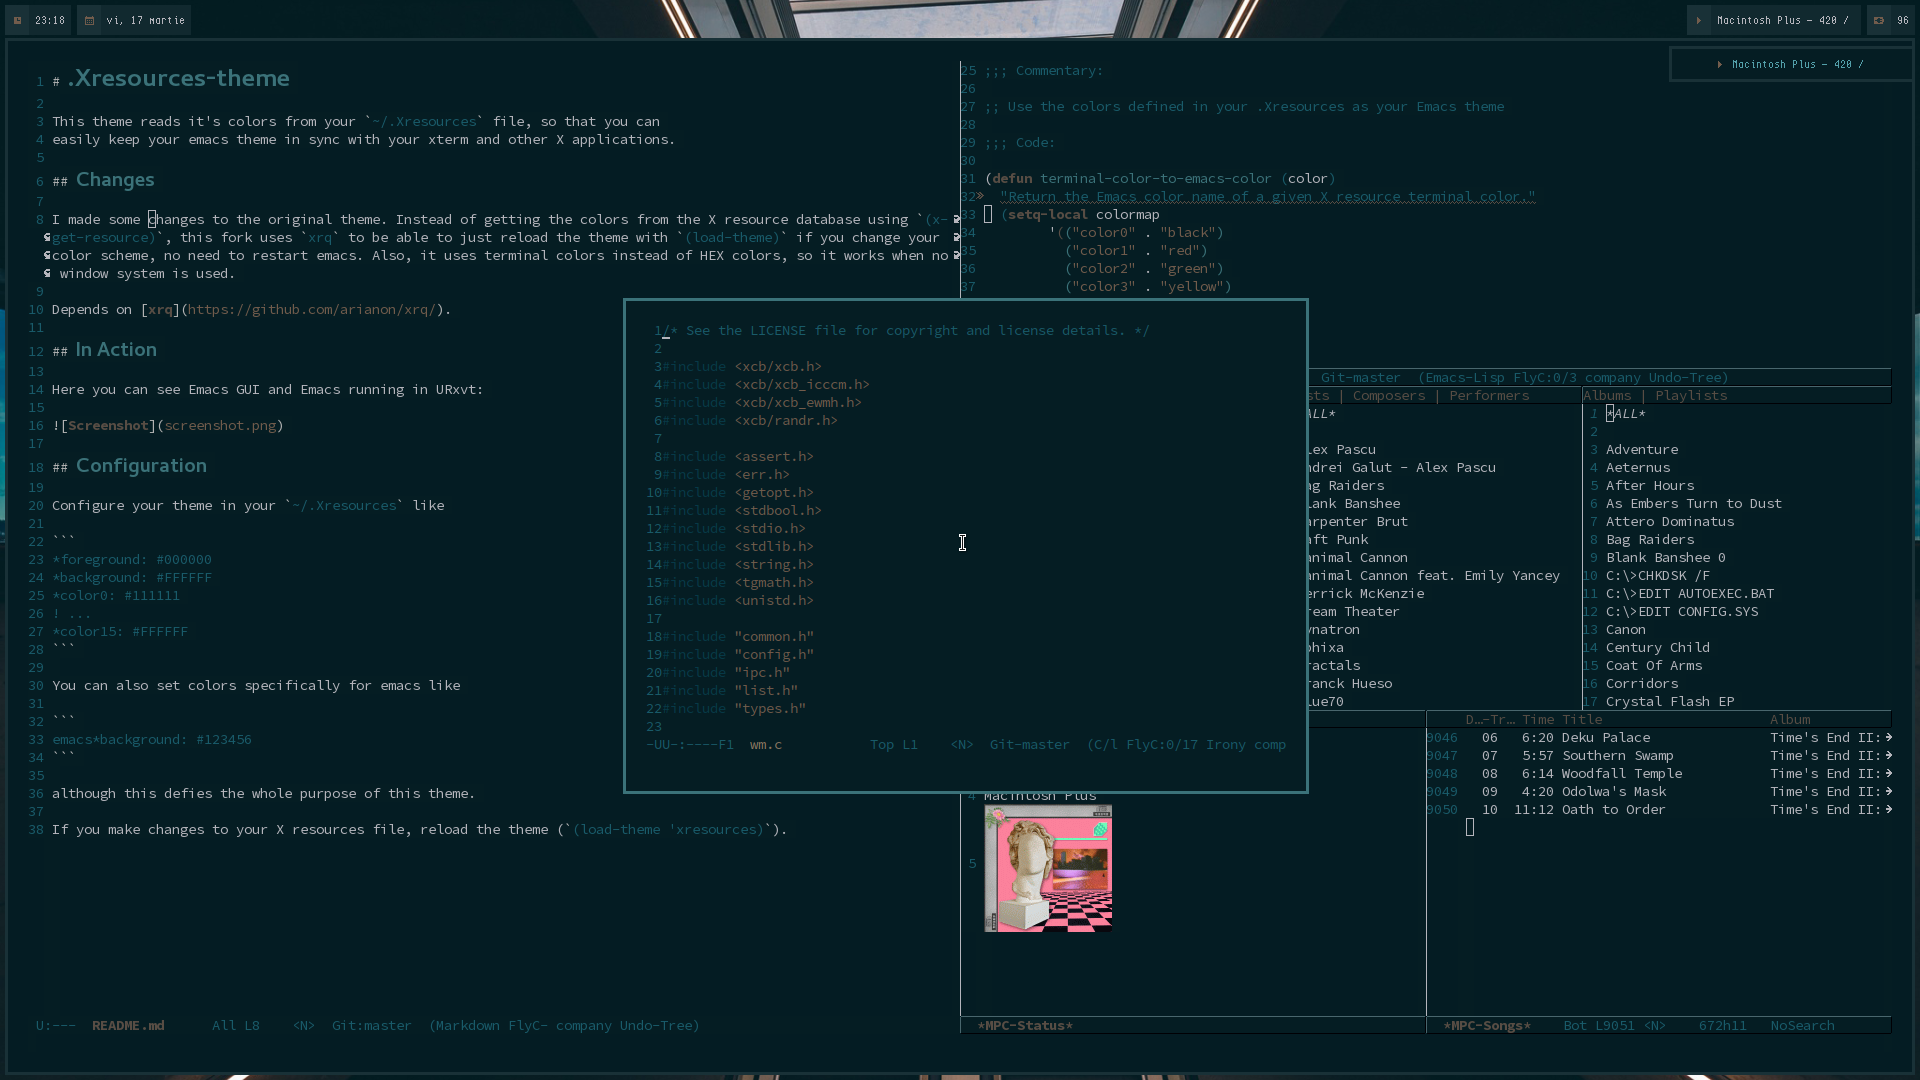 23:18
vi, 17 martie
Macintosh Plus - 420 /
96
Macintosh Plus - 420 /
1 # .Xresources-theme
2
3 This theme reads it's colors from your `~/.Xresources` file, so that you can
4 easily keep your emacs theme in sync with your xterm and other X applications.
5
6 ## Changes
7
8 I made some changes to the original theme. Instead of getting the colors from the X resource database using `(x-
get-resource)`, this fork uses `xrq` to be able to just reload the theme with `(load-theme)` if you change your
color scheme, no need to restart emacs. Also, it uses terminal colors instead of HEX colors, so it works when no
window system is used.
9
10 Depends on [xrq](https://github.com/arianon/xrq/).
11
12 ## In Action
13
14 Here you can see Emacs GUI and Emacs running in URxvt:
15
16 ![Screenshot](screenshot.png)
17
18 ## Configuration
19
20 Configure your theme in your `~/.Xresources` like
21
22 ```
23 *foreground: #000000
24 *background: #FFFFFF
25 *color0: #111111
26 ! ...
27 *color15: #FFFFFF
28 ```
29
30 You can also set colors specifically for emacs like
31
32 ```
33 emacs*background: #123456
34 ```
35
36 although this defies the whole purpose of this theme.
37
38 If you make changes to your X resources file, reload the theme (`(load-theme 'xresources)`).
U:--- README.md All L8 <N> Git:master (Markdown FlyC- company Undo-Tree)
25 ;;; Commentary:
26
27 ;; Use the colors defined in your .Xresources as your Emacs theme
28
29 ;;; Code:
30
31 (defun terminal-color-to-emacs-color (color)
32 "Return the Emacs color name of a given X resource terminal color."
33 (setq-local colormap
34 '(("color0" . "black")
35 ("color1" . "red")
36 ("color2" . "green")
37 ("color3" . "yellow")
Git-master (Emacs-Lisp FlyC:0/3 company Undo-Tree)
1 /* See the LICENSE file for copyright and license details. */
2
3 #include <xcb/xcb.h>
4 #include <xcb/xcb_icccm.h>
5 #include <xcb/xcb_ewmh.h>
6 #include <xcb/randr.h>
7
8 #include <assert.h>
9 #include <err.h>
10 #include <getopt.h>
11 #include <stdbool.h>
12 #include <stdio.h>
13 #include <stdlib.h>
14 #include <string.h>
15 #include <tgmath.h>
16 #include <unistd.h>
17
18 #include "common.h"
19 #include "config.h"
20 #include "ipc.h"
21 #include "list.h"
22 #include "types.h"
23
-UU-:----F1 wm.c Top L1 <N> Git-master (C/l FlyC:0/17 Irony comp
sts | Composers | Performers
ALL*
lex Pascu
ndrei Galut - Alex Pascu
ag Raiders
lank Banshee
arpenter Brut
aft Punk
animal Cannon
animal Cannon feat. Emily Yancey
errick McKenzie
ream Theater
ynatron
phixa
ractals
ranck Hueso
lue70
Albums | Playlists
1 *ALL*
2
3 Adventure
4 Aeternus
5 After Hours
6 As Embers Turn to Dust
7 Attero Dominatus
8 Bag Raiders
9 Blank Banshee 0
10 C:\>CHKDSK /F
11 C:\>EDIT AUTOEXEC.BAT
12 C:\>EDIT CONFIG.SYS
13 Canon
14 Century Child
15 Coat Of Arms
16 Corridors
17 Crystal Flash EP
4 Macintosh Plus
5
*MPC-Status*
D…-Tr… Time Title Album
9046 06 6:20 Deku Palace Time's End II:
9047 07 5:57 Southern Swamp Time's End II:
9048 08 6:14 Woodfall Temple Time's End II:
9049 09 4:20 Odolwa's Mask Time's End II:
9050 10 11:12 Oath to Order Time's End II:
*MPC-Songs* Bot L9051 <N> 672h11 NoSearch